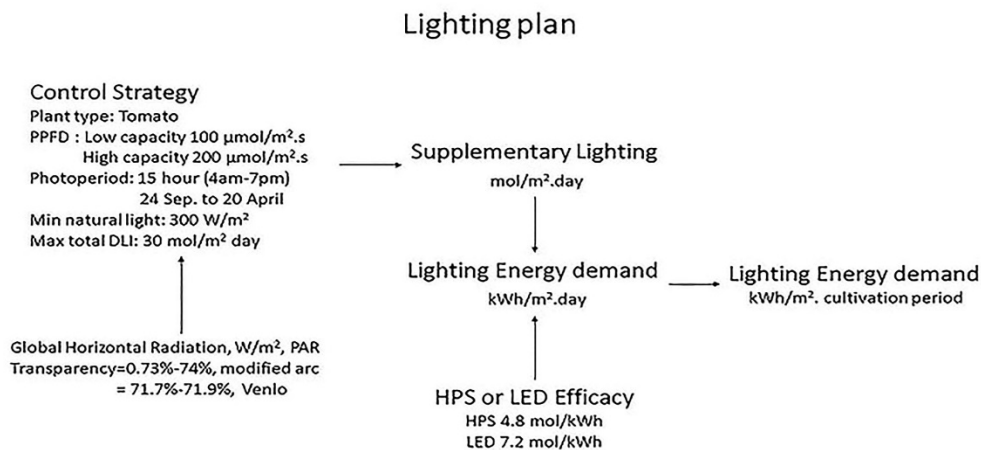 Lighting plan
Control Strategy
Plant type: Tomato
PPFD : Low capacity 100 µmol/m².s
High capacity 200 µmol/m².s
Photoperiod: 15 hour (4am-7pm)
24 Sep. to 20 April
Min natural light: 300 W/m²
Max total DLI: 30 mol/m² day
Global Horizontal Radiation, W/m², PAR
Transparency=0.73%-74%, modified arc
= 71.7%-71.9%, Venlo
Supplementary Lighting
mol/m².day
Lighting Energy demand
kWh/m².day
HPS or LED Efficacy
HPS 4.8 mol/kWh
LED 7.2 mol/kWh
Lighting Energy demand
kWh/m². cultivation period